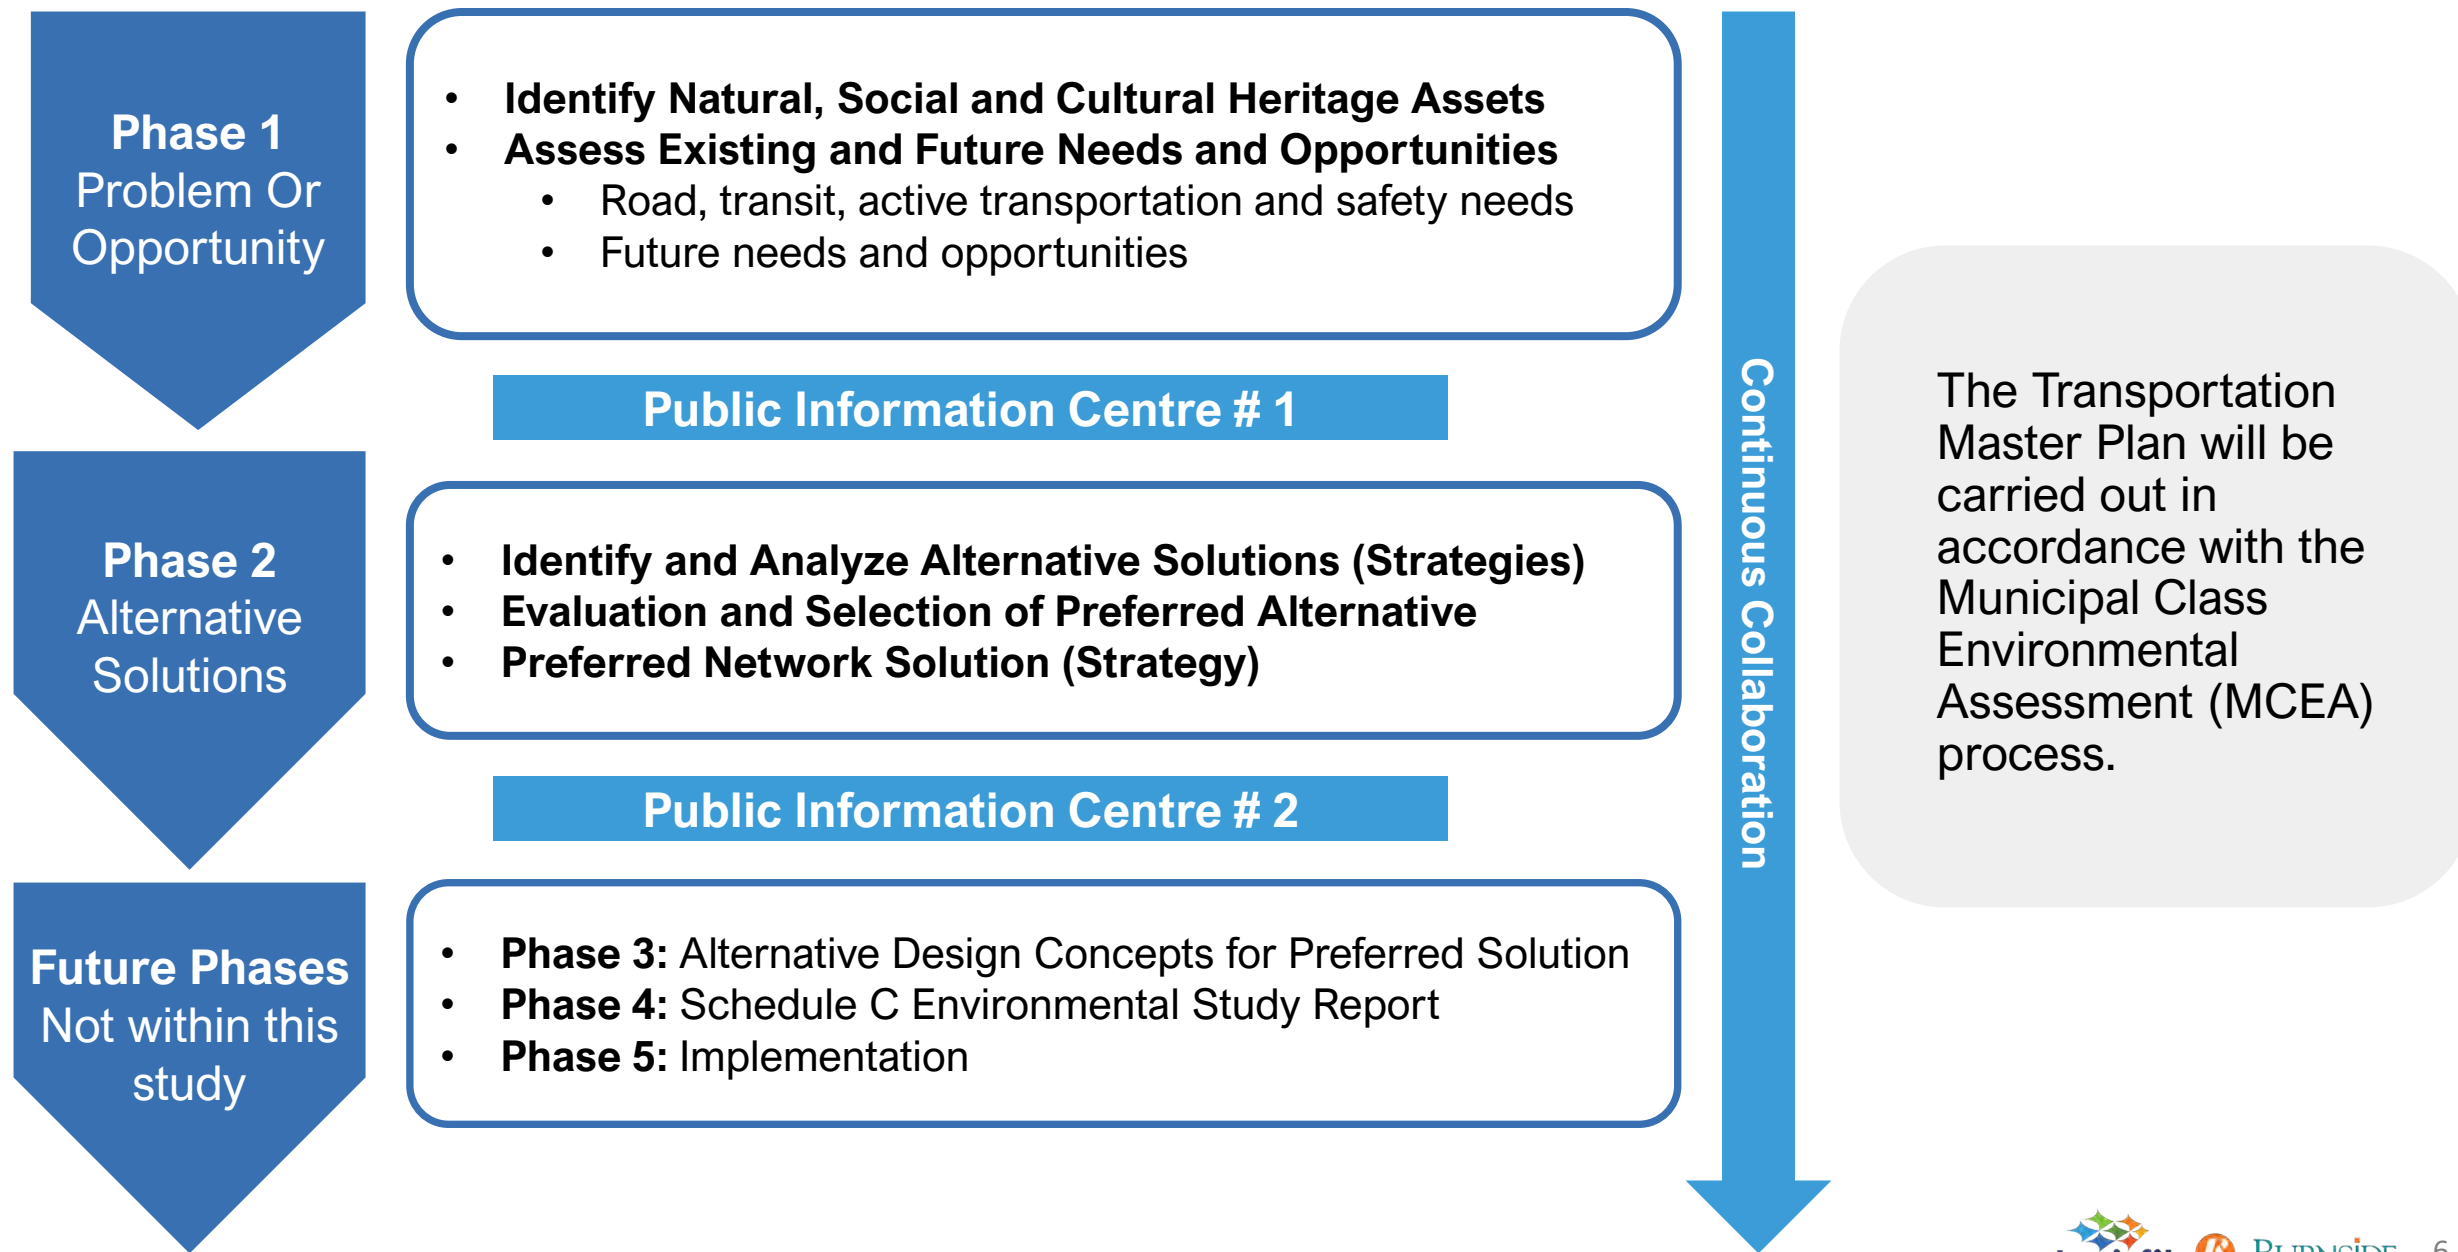 Phase 1
Problem Or
Opportunity
• Identify Natural, Social and Cultural Heritage Assets
• Assess Existing and Future Needs and Opportunities
• Road, transit, active transportation and safety needs
• Future needs and opportunities
Public Information Centre # 1
Phase 2
Alternative
Solutions
• Identify and Analyze Alternative Solutions (Strategies)
• Evaluation and Selection of Preferred Alternative
• Preferred Network Solution (Strategy)
Public Information Centre # 2
Future Phases
Not within this
study
• Phase 3: Alternative Design Concepts for Preferred Solution
• Phase 4: Schedule C Environmental Study Report
• Phase 5: Implementation
Continuous Collaboration
The Transportation
Master Plan will be
carried out in
accordance with the
Municipal Class
Environmental
Assessment (MCEA)
process.
BURNSIDE
6